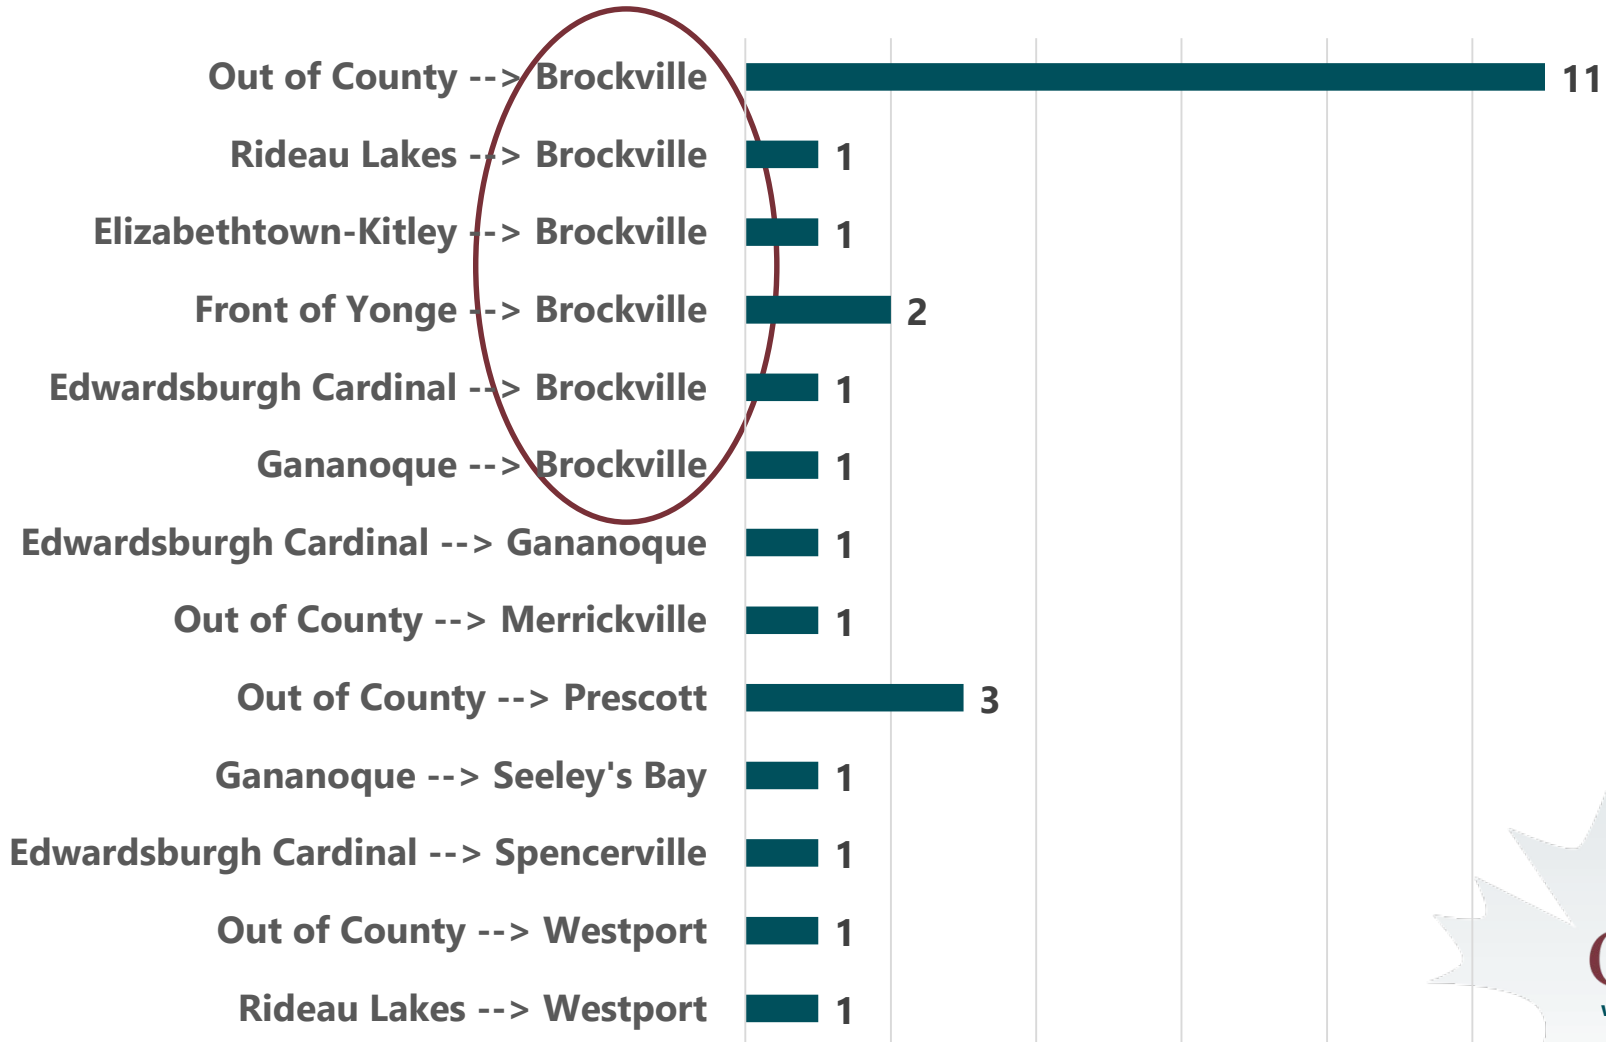 Out of County --> Brockville 11
Rideau Lakes --> Brockville 1
Elizabethtown-Kitley --> Brockville 1
Front of Yonge --> Brockville 2
Edwardsburgh Cardinal --> Brockville 1
Gananoque --> Brockville 1
Edwardsburgh Cardinal --> Gananoque 1
Out of County --> Merrickville 1
Out of County --> Prescott 3
Gananoque --> Seeley's Bay 1
Edwardsburgh Cardinal --> Spencerville 1
Out of County --> Westport 1
Rideau Lakes --> Westport 1